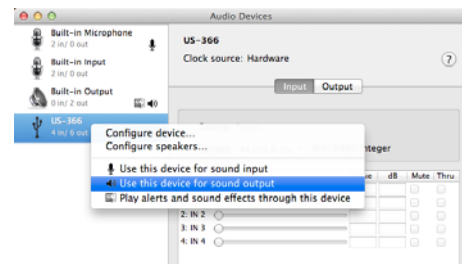 Audio Devices
Built-in Microphone
2 in/ 0 out
Built-in Input
2 in/ 0 out
Built-in Output
0 in/ 2 out
US-366
4 in/ 6 out
US-366
Clock source: Hardware
?
Input Output
Configure device...
Configure speakers...
Use this device for sound input
Use this device for sound output
Play alerts and sound effects through this device
dB Mute Thru
2: IN 2
3: IN 3
4: IN 4